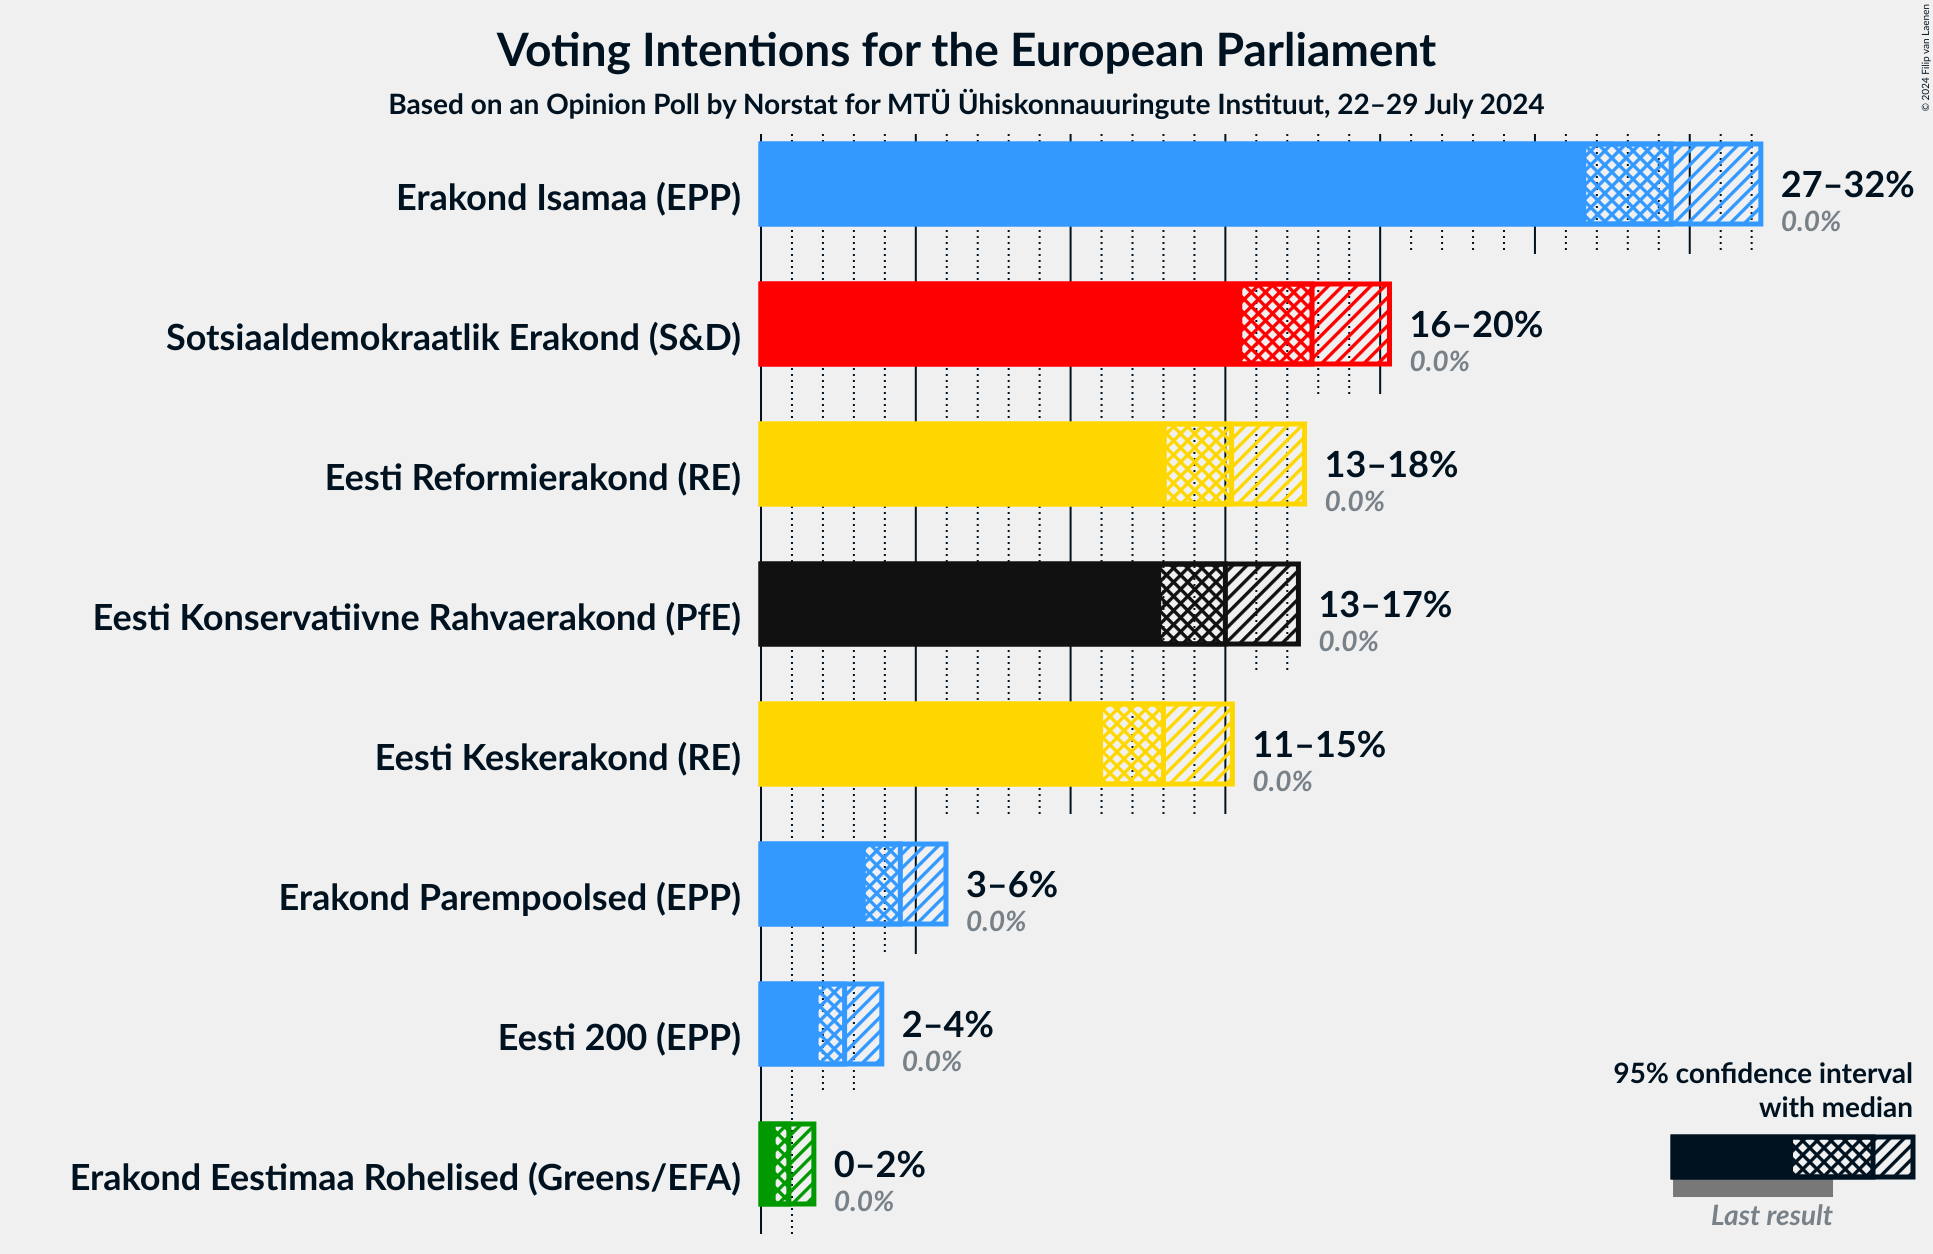 Voting Intentions for the European Parliament
Based on an Opinion Poll by Norstat for MTÜ Ühiskonnauuringute Instituut, 22–29 July 2024
© 2024 Filip van Laenen
Erakond Isamaa (EPP)
27–32%
0.0%
Sotsiaaldemokraatlik Erakond (S&D)
16–20%
0.0%
Eesti Reformierakond (RE)
13–18%
0.0%
Eesti Konservatiivne Rahvaerakond (PfE)
13–17%
0.0%
Eesti Keskerakond (RE)
11–15%
0.0%
Erakond Parempoolsed (EPP)
3–6%
0.0%
Eesti 200 (EPP)
2–4%
0.0%
Erakond Eestimaa Rohelised (Greens/EFA)
0–2%
0.0%
95% confidence interval
with median
Last result